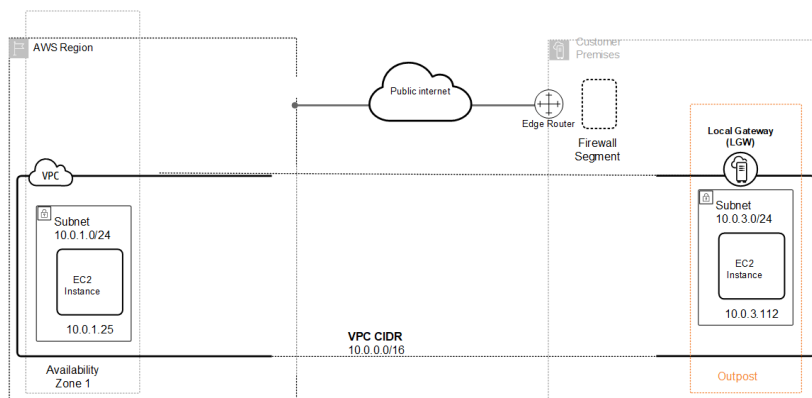 AWS Region
Customer
Premises
Public internet
Edge Router
Firewall
Segment
Local Gateway
(LGW)
VPC
Subnet
10.0.1.0/24
EC2
Instance
10.0.1.25
Subnet
10.0.3.0/24
EC2
Instance
10.0.3.112
VPC CIDR
10.0.0.0/16
Availability
Zone 1
Outpost